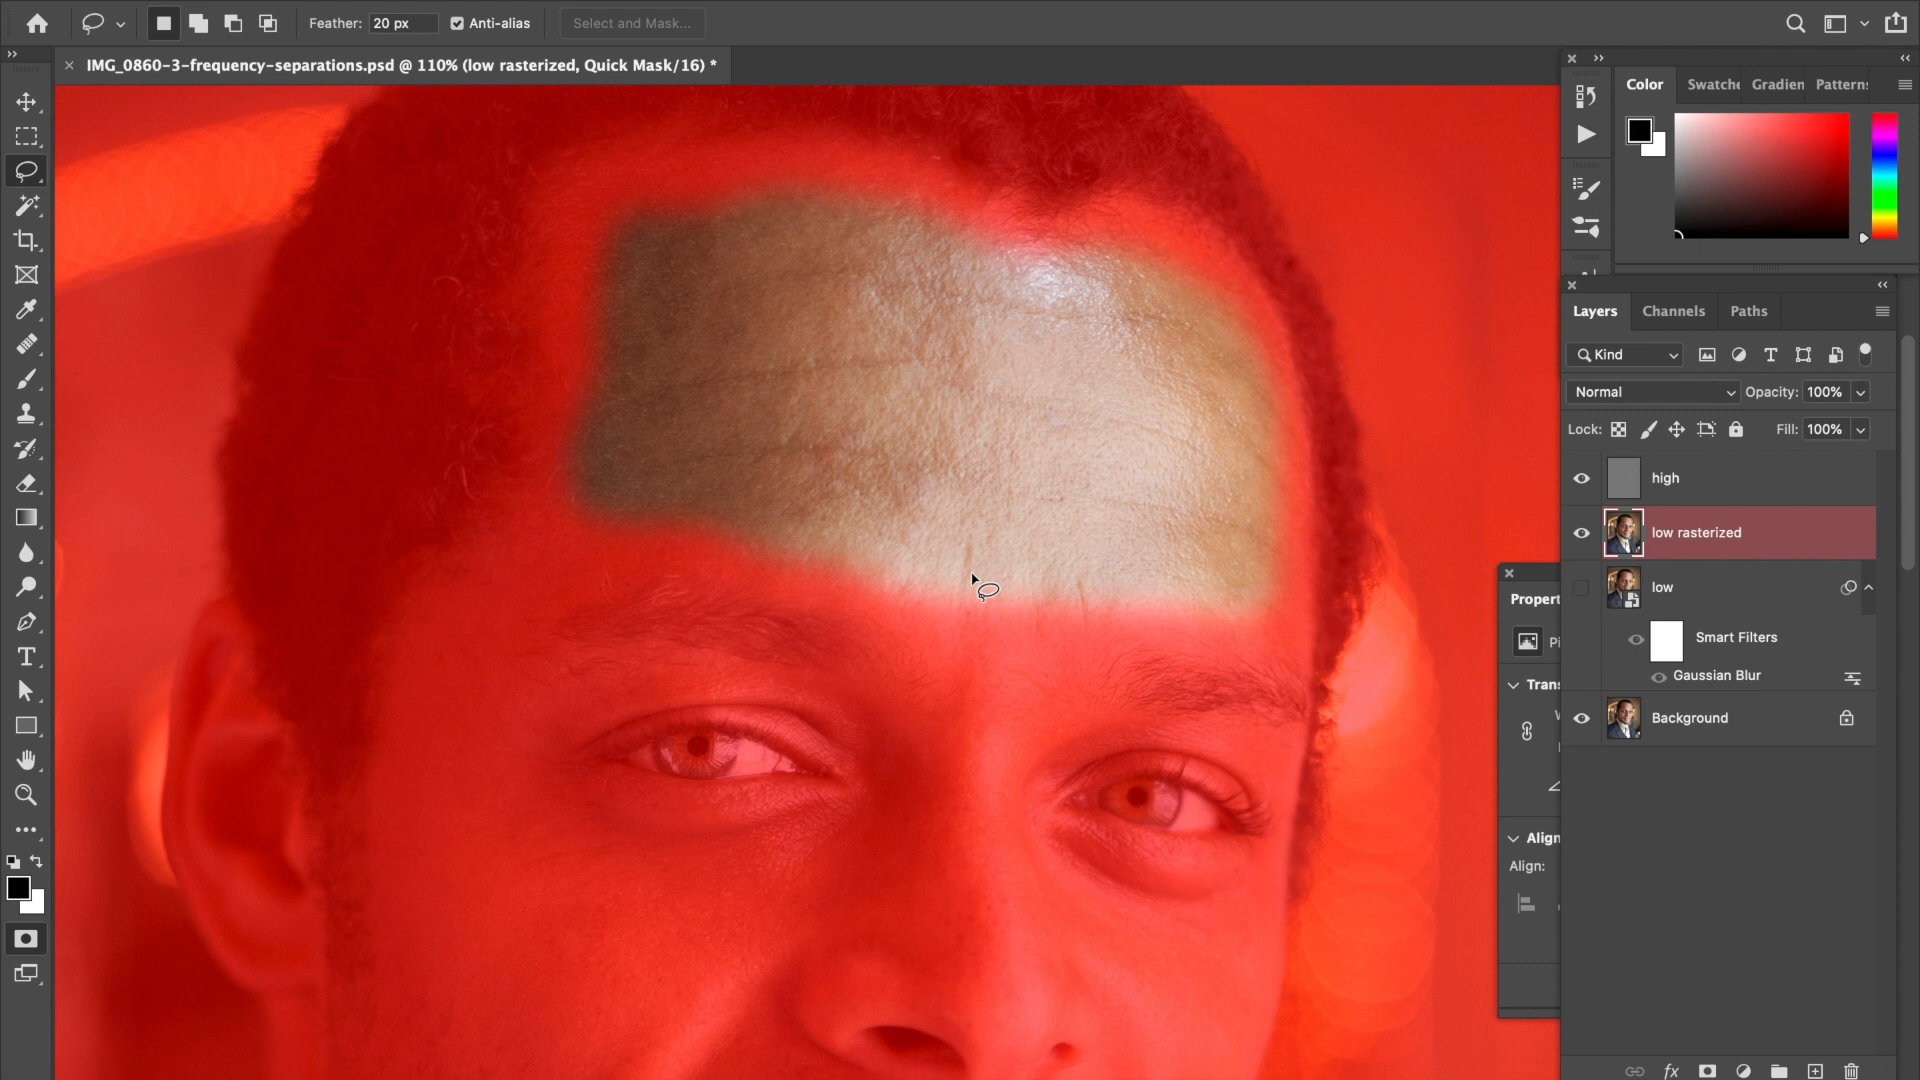 Feather: 20 px Anti-alias Select and Mask...
IMG_0860-3-frequency-separations.psd @ 110% (low rasterized, Quick Mask/16) *
Color Swatche Gradien Pattern
Layers Channels Paths
Kind
Normal Opacity: 100%
Lock: Fill: 100%
high
low rasterized
low
Smart Filters
Gaussian Blur
Background
Propert
Pi
Trans
Align
Align:
fx